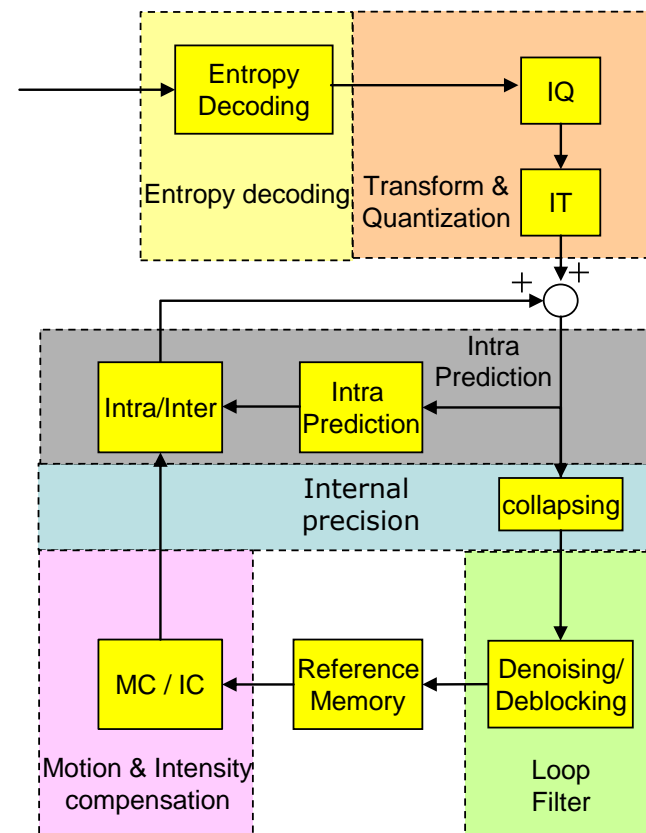 Entropy
Decoding
IQ
Entropy decoding
Transform &
Quantization
IT
+
+
Intra
Prediction
Intra/Inter
Intra
Prediction
Internal
precision
collapsing
MC / IC
Reference
Memory
Denoising/
Deblocking
Motion & Intensity
compensation
Loop
Filter